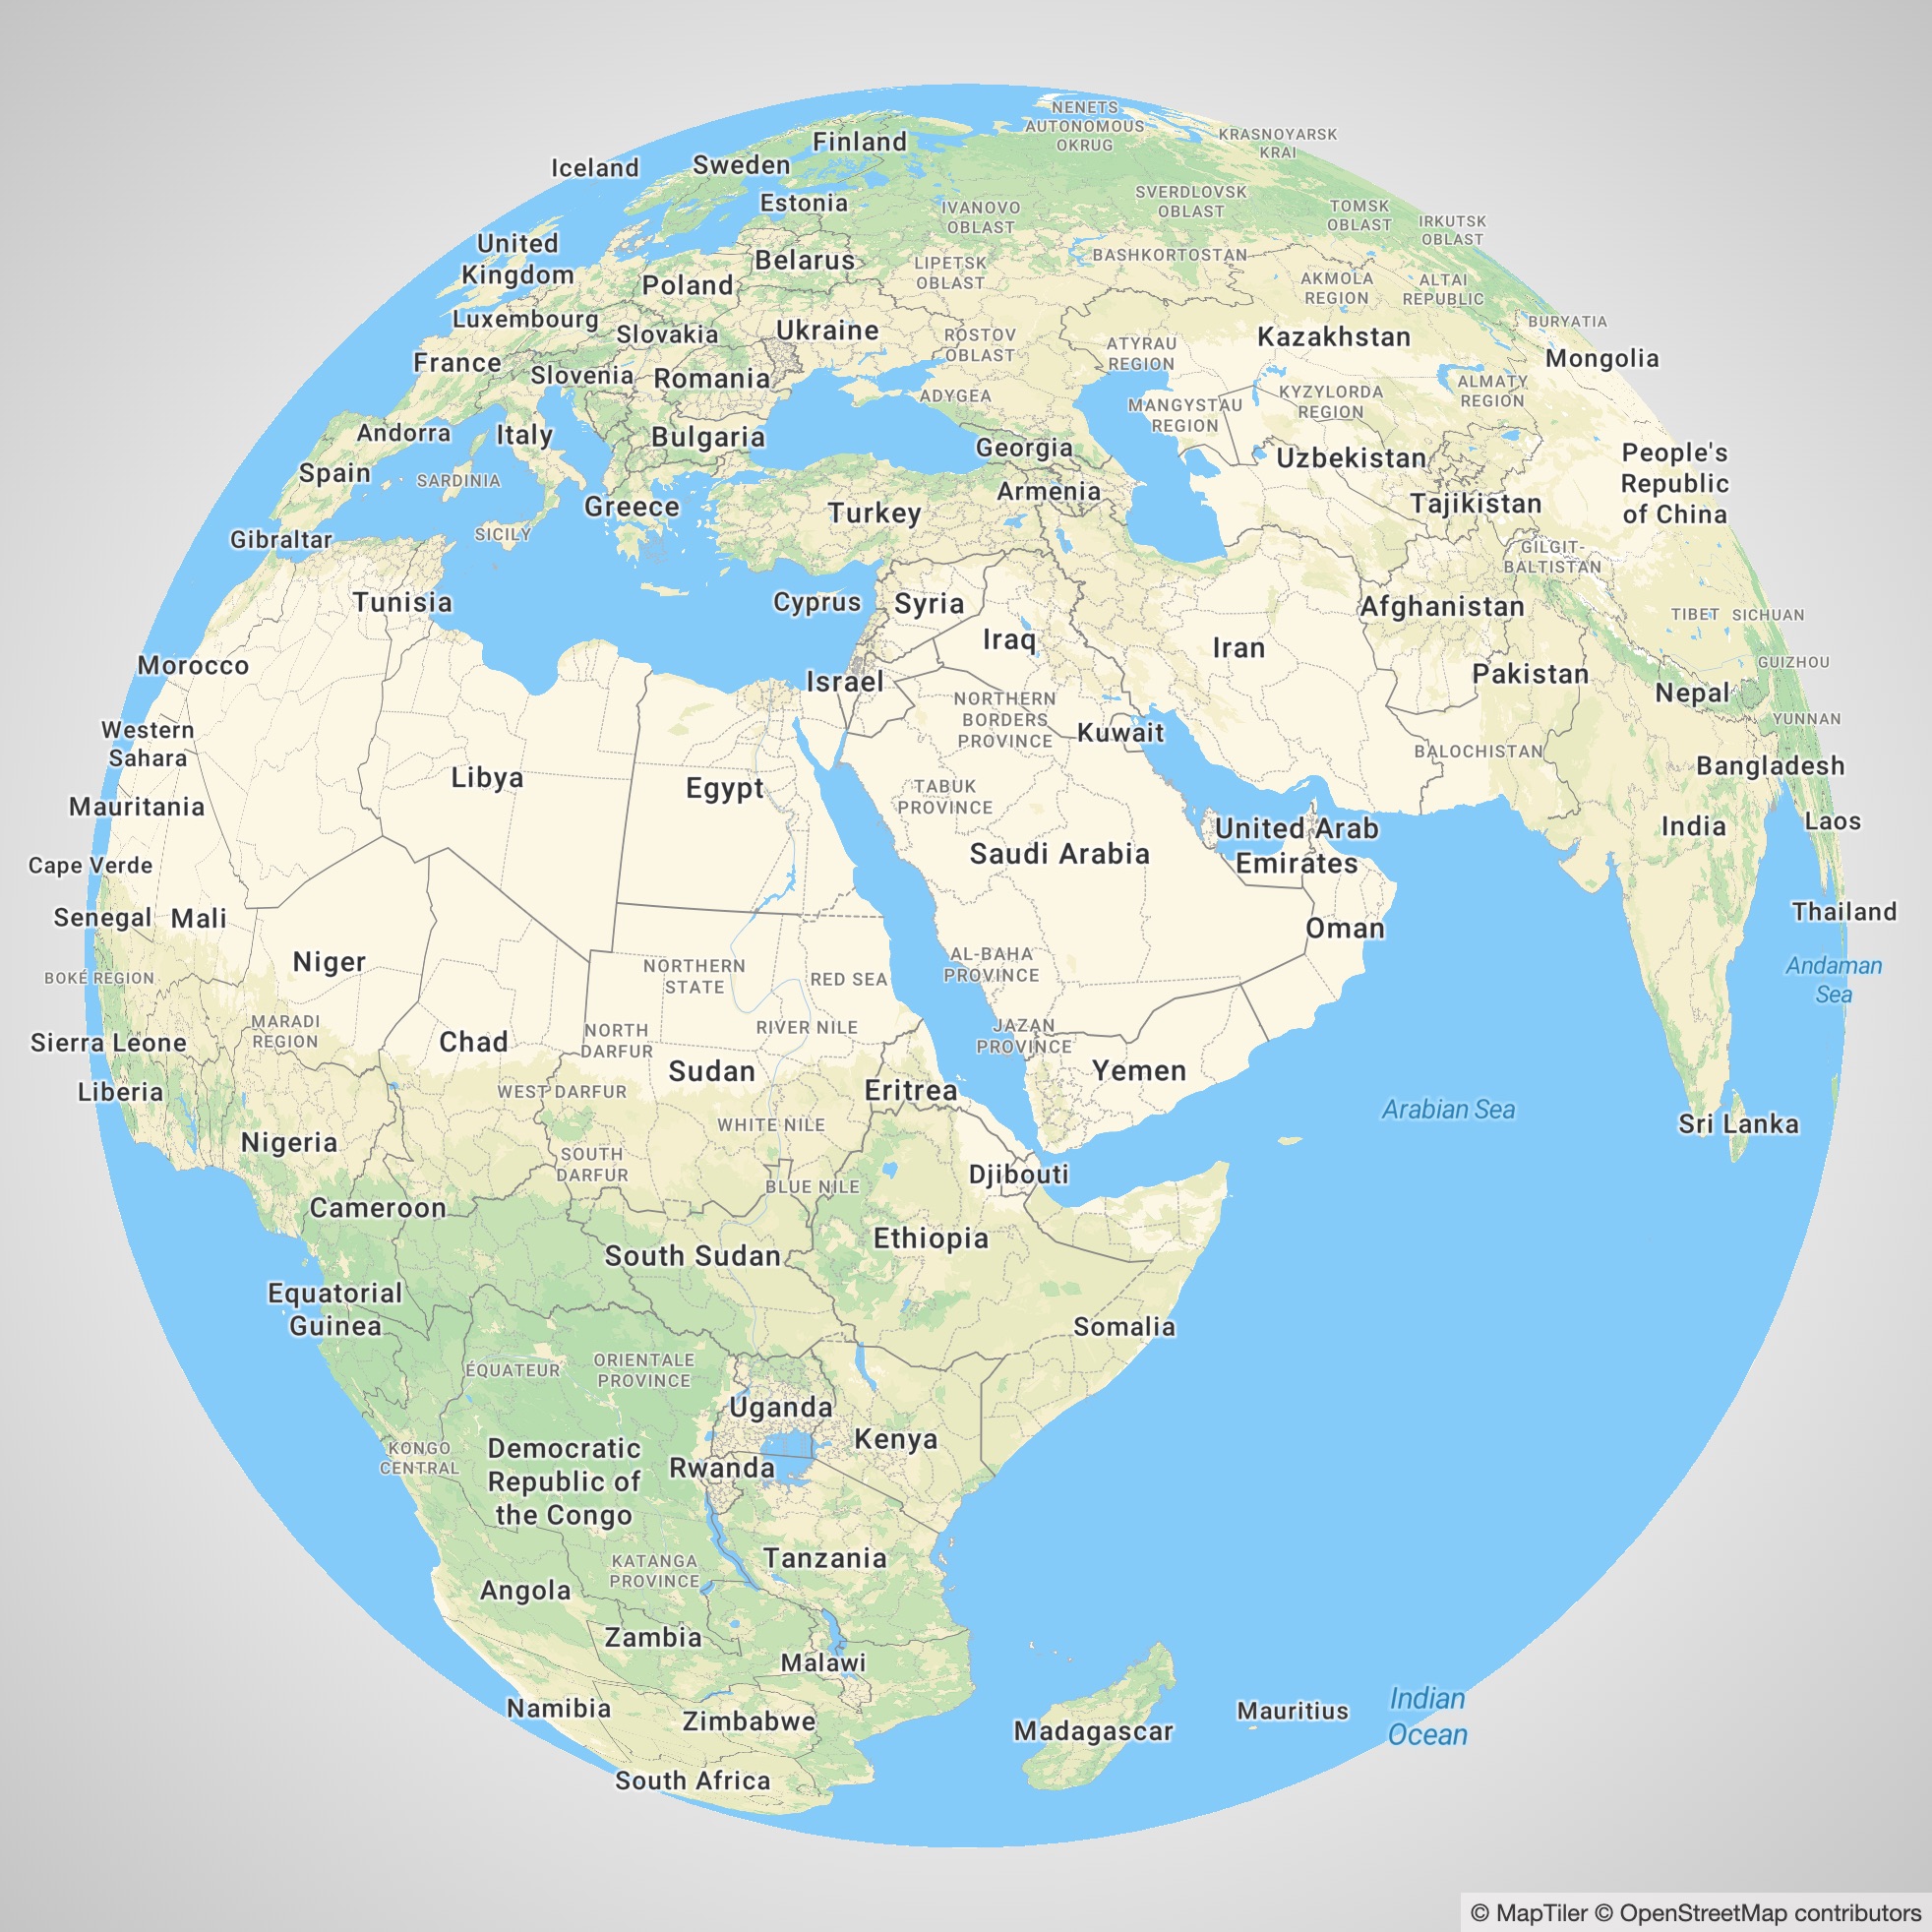 NENETS
AUTONOMOUS
OKRUG
KRASNOYARSK
KRAI
Finland
Iceland
Sweden
Estonia
IVANOVO
OBLAST
SVERDLOVSK
OBLAST
TOMSK
OBLAST
IRKUTSK
OBLAST
United
Kingdom
Belarus
BASHKORTOSTAN
LIPETSK
OBLAST
Poland
AKMOLA
REGION
ALTAI
REPUBLIC
Luxembourg
Slovakia
Ukraine
ROSTOV
OBLAST
BURYATIA
Kazakhstan
ATYRAU
REGION
Mongolia
France
Slovenia
Romania
ADYGEA
KYZYLORDA
REGION
ALMATY
REGION
MANGYSTAU
REGION
Andorra
Italy
Bulgaria
Georgia
Uzbekistan
People's
Republic
of China
Spain
SARDINIA
Armenia
Tajikistan
Greece
Turkey
Gibraltar
SICILY
GILGIT-
BALTISTAN
Tunisia
Cyprus
Syria
Afghanistan
TIBET
SICHUAN
Iraq
Iran
Morocco
Israel
Pakistan
GUIZHOU
Nepal
NORTHERN
BORDERS
PROVINCE
Kuwait
YUNNAN
Western
Sahara
BALOCHISTAN
Bangladesh
Libya
Egypt
TABUK
PROVINCE
Mauritania
United Arab
Emirates
India
Laos
Saudi Arabia
Cape Verde
Senegal
Mali
Oman
Thailand
Niger
NORTHERN
STATE
RED SEA
AL-BAHA
PROVINCE
Andaman
Sea
BOKÉ REGION
MARADI
REGION
RIVER NILE
JAZAN
PROVINCE
Sierra Leone
Chad
NORTH
DARFUR
Sudan
Yemen
Liberia
WEST DARFUR
Eritrea
Arabian Sea
WHITE NILE
Sri Lanka
Nigeria
SOUTH
DARFUR
BLUE NILE
Djibouti
Cameroon
Ethiopia
South Sudan
Equatorial
Guinea
Somalia
ÉQUATEUR
ORIENTALE
PROVINCE
Uganda
Kenya
KONGO
CENTRAL
Democratic
Republic of
the Congo
Rwanda
Tanzania
KATANGA
PROVINCE
Angola
Zambia
Malawi
Namibia
Zimbabwe
Madagascar
Mauritius
Indian
Ocean
South Africa
© MapTiler © OpenStreetMap contributors